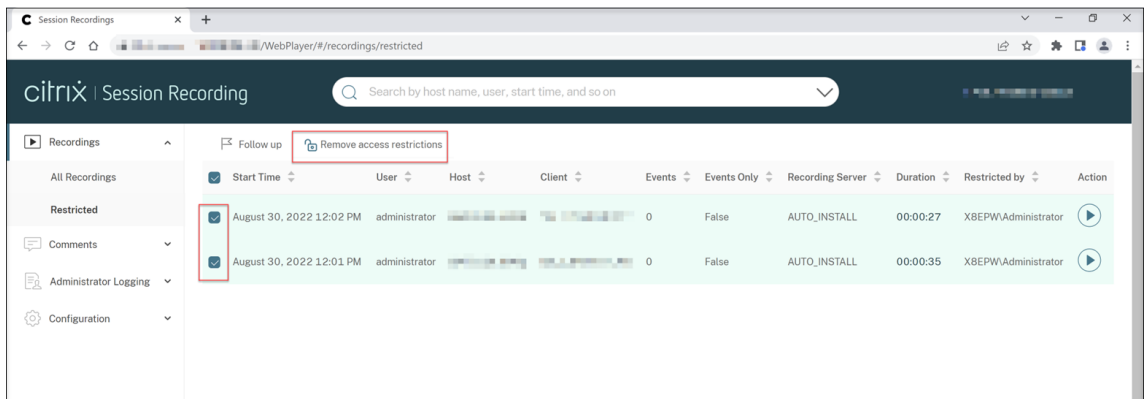 Session Recordings
/WebPlayer/#/recordings/restricted
citrix | Session Recording
Search by host name, user, start time, and so on
Recordings
Follow up
Remove access restrictions
All Recordings
Start Time User Host Client Events Events Only Recording Server Duration Restricted by Action
Restricted
August 30, 2022 12:02 PM administrator 0 False AUTO_INSTALL 00:00:27 X8EPW\Administrator
Comments
August 30, 2022 12:01 PM administrator 0 False AUTO_INSTALL 00:00:35 X8EPW\Administrator
Administrator Logging
Configuration